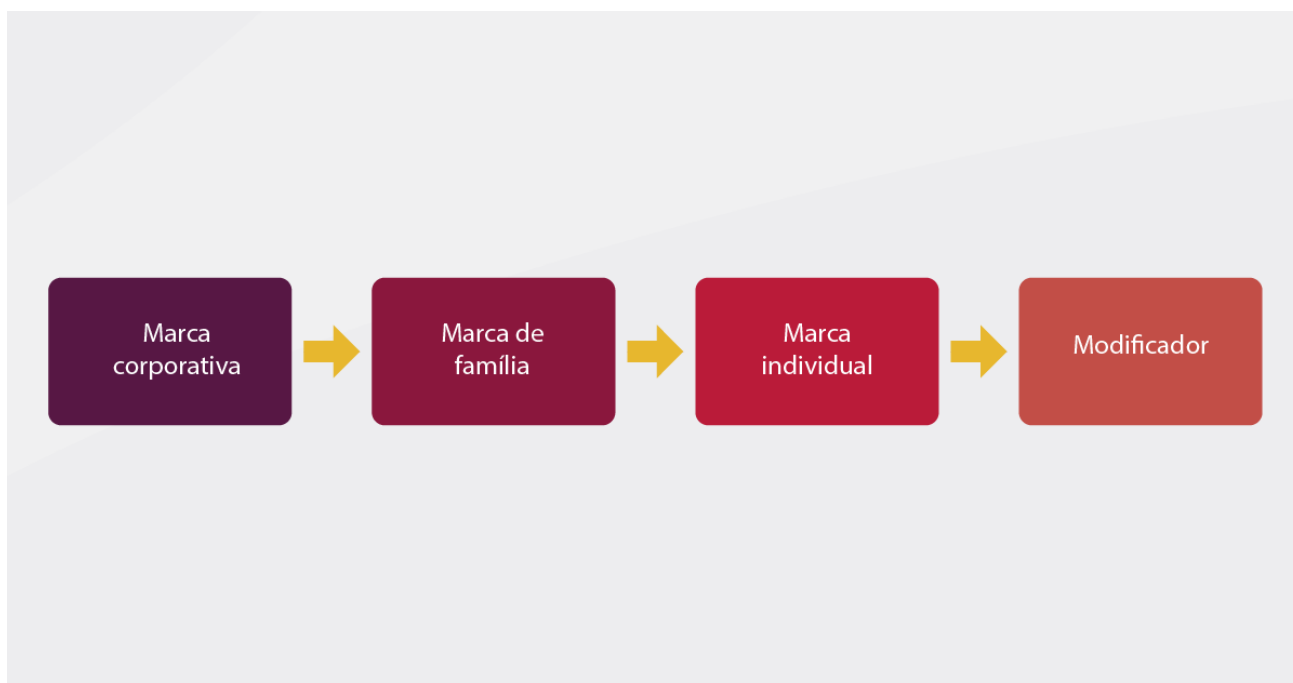 Marca
corporativa
Marca de
família
Marca
individual
Modificador